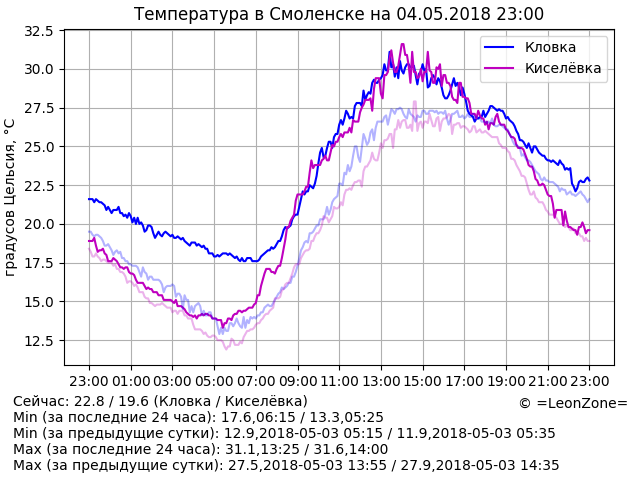 Температура в Смоленске на 04.05.2018 23:00
градусов Цельсия, °C
32.5
30.0
27.5
25.0
22.5
20.0
17.5
15.0
12.5
Кловка
Киселёвка
23:00 01:00 03:00 05:00 07:00 09:00 11:00 13:00 15:00 17:00 19:00 21:00 23:00
Сейчас: 22.8 / 19.6 (Кловка / Киселёвка)
© =LeonZone=
Min (за последние 24 часа): 17.6,06:15 / 13.3,05:25
Min (за предыдущие сутки): 12.9,2018-05-03 05:15 / 11.9,2018-05-03 05:35
Max (за последние 24 часа): 31.1,13:25 / 31.6,14:00
Max (за предыдущие сутки): 27.5,2018-05-03 13:55 / 27.9,2018-05-03 14:35